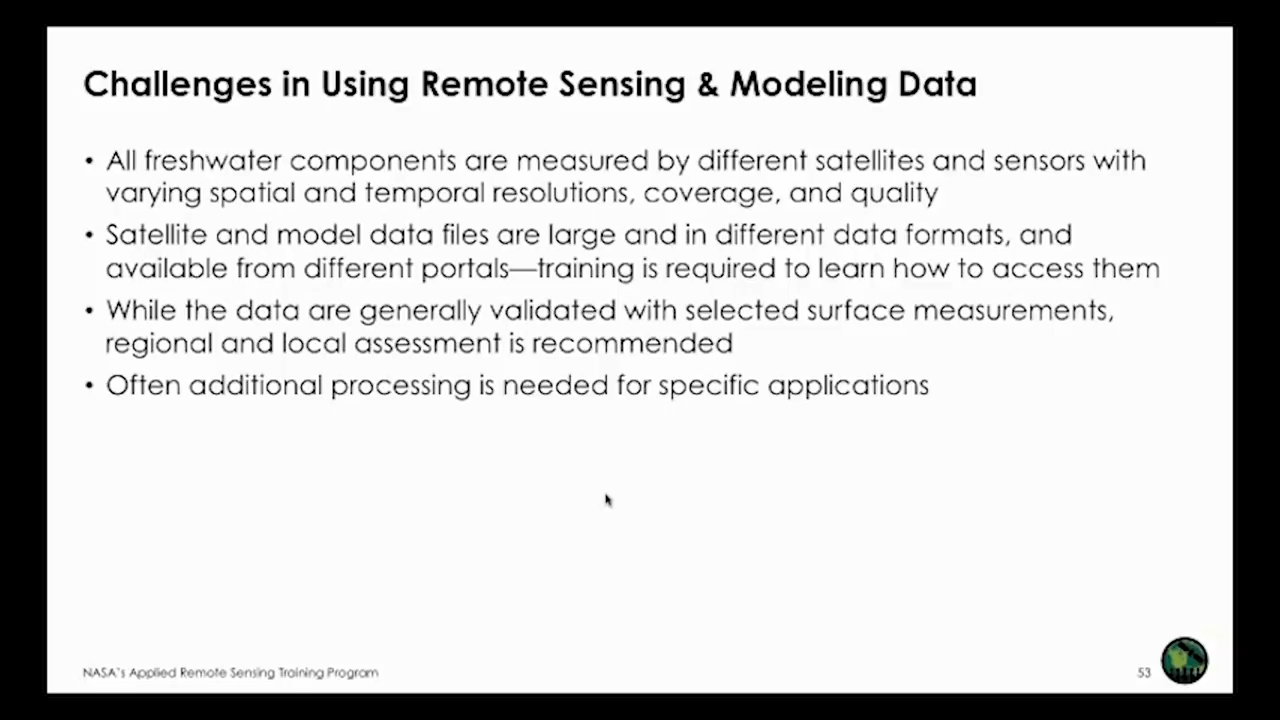 Challenges in Using Remote Sensing & Modeling Data
• All freshwater components are measured by different satellites and sensors with
varying spatial and temporal resolutions, coverage, and quality
• Satellite and model data files are large and in different data formats, and
available from different portals—training is required to learn how to access them
• While the data are generally validated with selected surface measurements,
regional and local assessment is recommended
• Often additional processing is needed for specific applications
NASA's Applied Remote Sensing Training Program
53